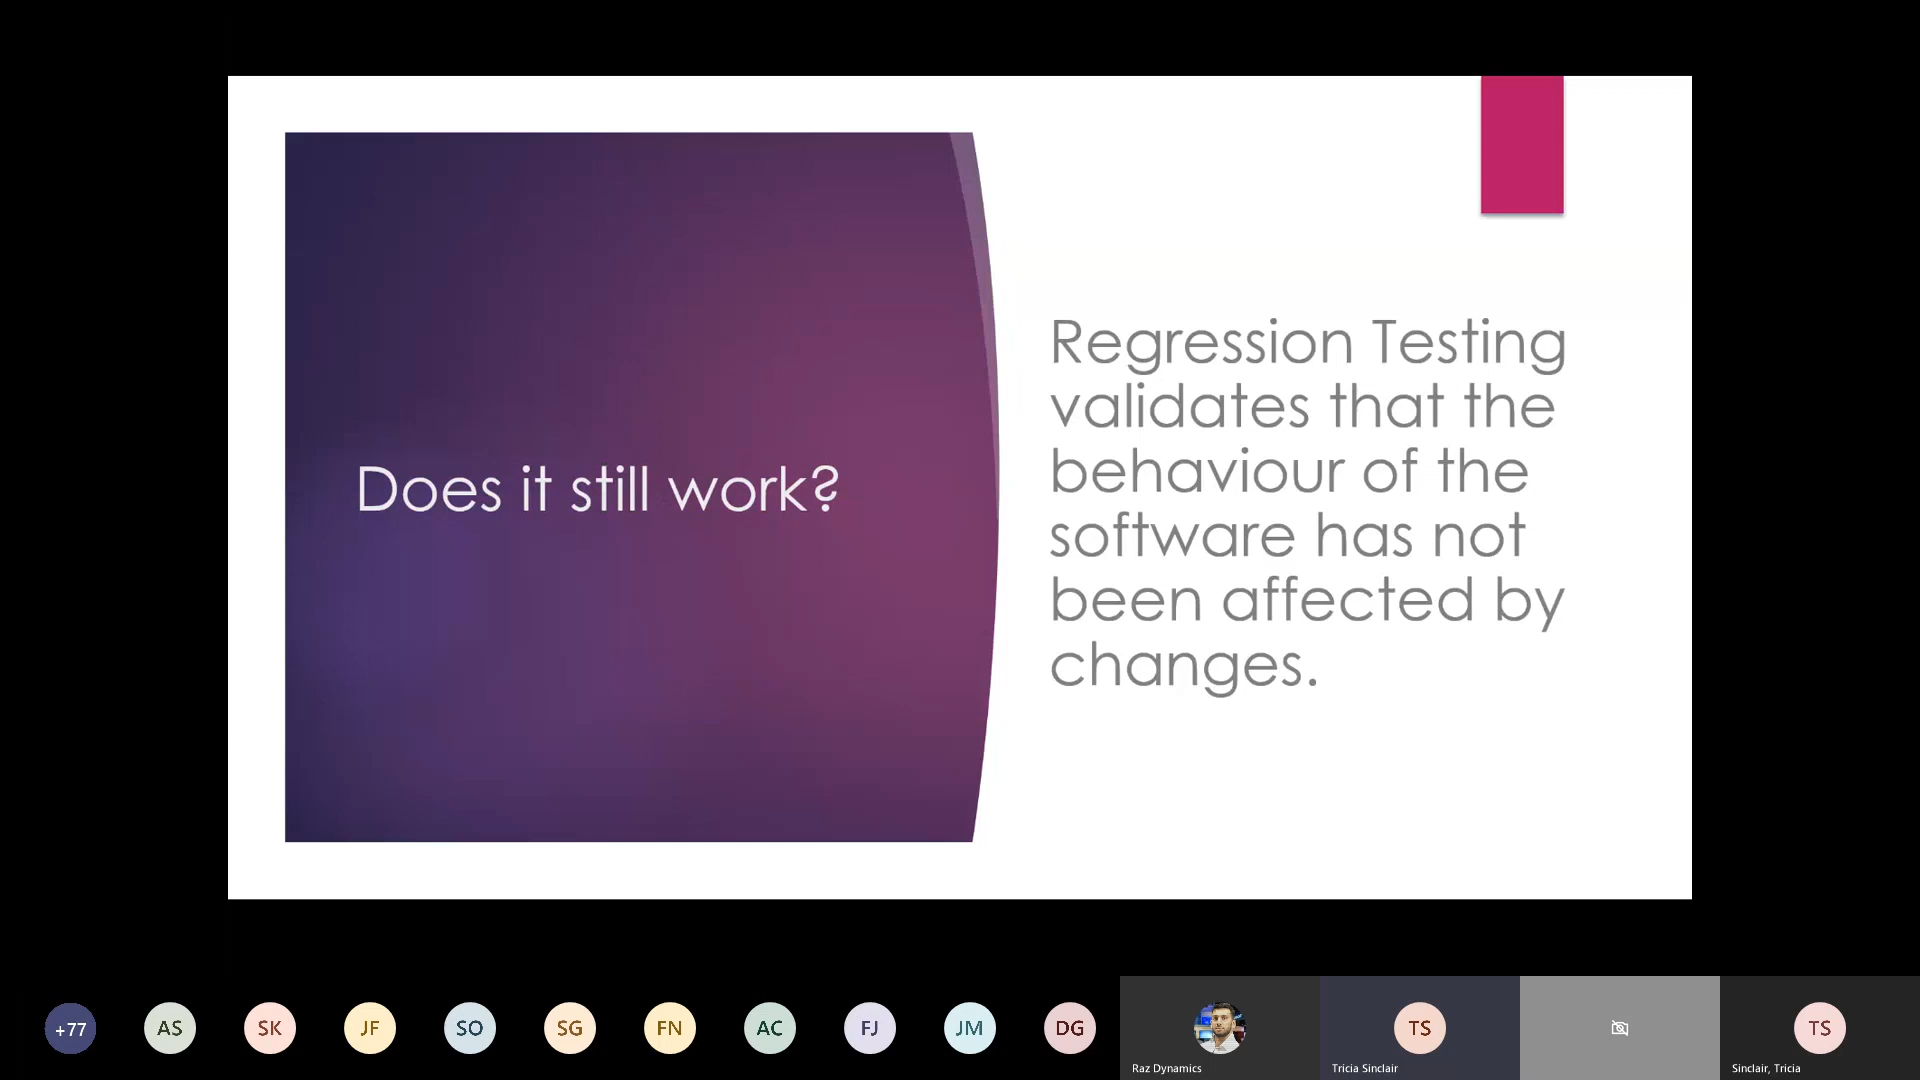 Does it still work?
Regression Testing
validates that the
behaviour of the
software has not
been affected by
changes.
+77
AS
SK
JF
SO
SG
FN
AC
FJ
JM
DG
Raz Dynamics
TS
Tricia Sinclair
TS
Sinclair, Tricia